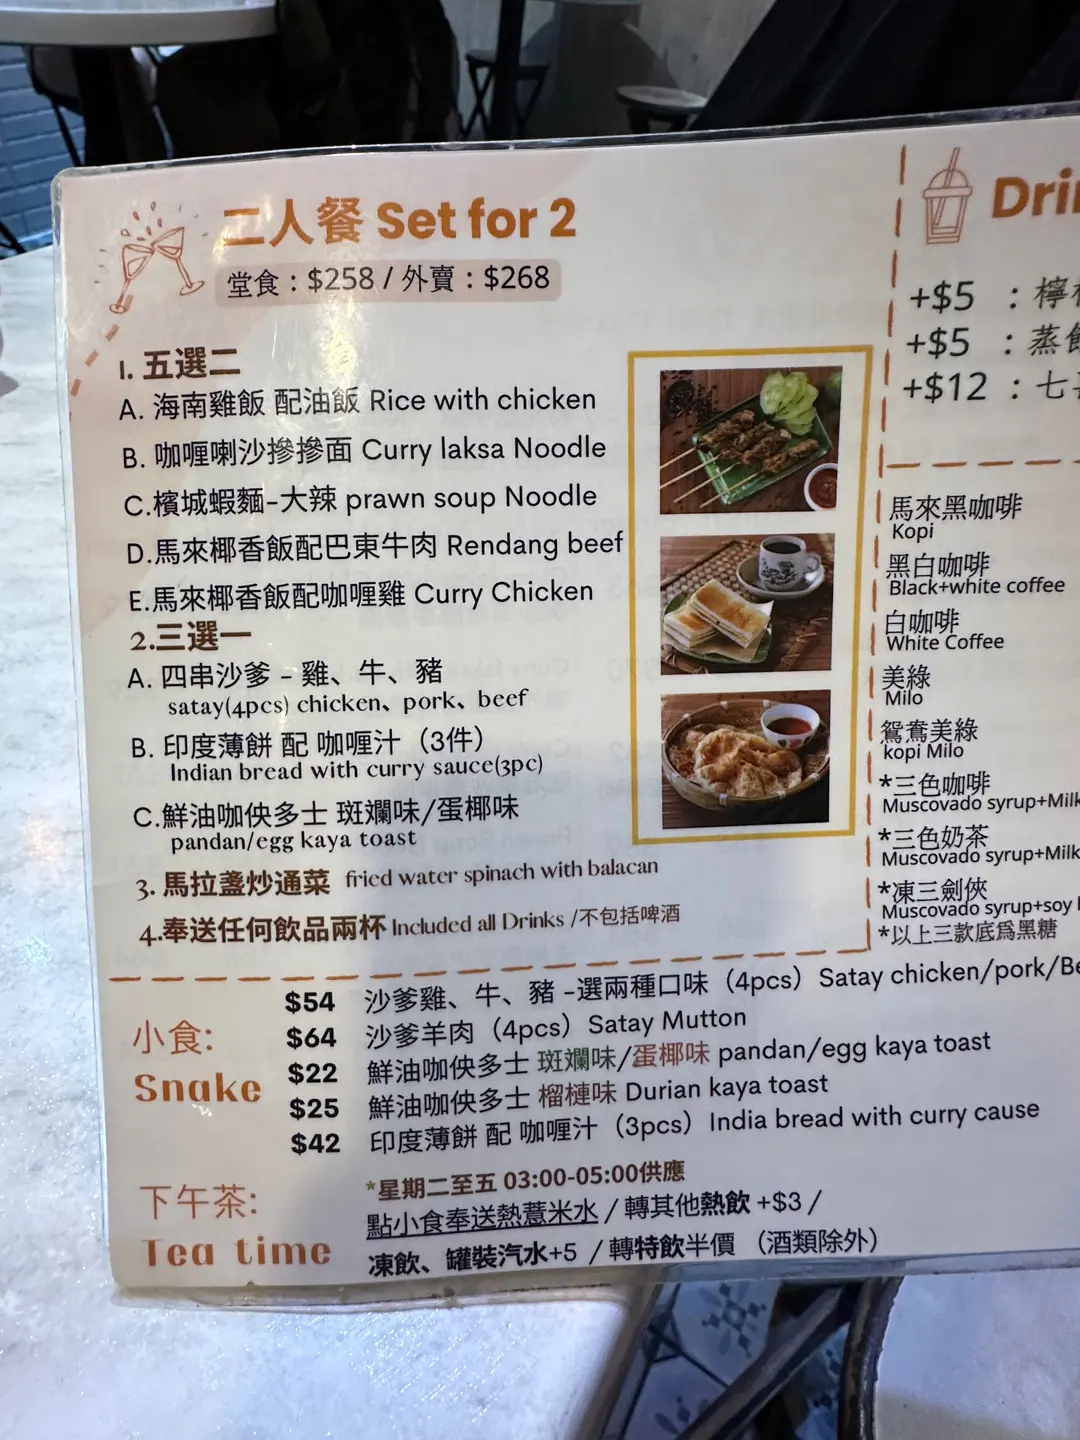 二人餐 Set for 2
堂食：$258 / 外賣：$268
1. 五選二
A. 海南雞飯 配油飯 Rice with chicken
B. 咖喱喇沙摻摻面 Curry laksa Noodle
C.檳城蝦麵-大辣 prawn soup Noodle
D.馬來椰香飯配巴東牛肉 Rendang beef
E.馬來椰香飯配咖喱雞 Curry Chicken
2.三選一
A. 四串沙爹 - 雞、牛、豬
satay(4pcs) chicken、pork、beef
B. 印度薄餅 配 咖喱汁（3件）
Indian bread with curry sauce(3pc)
C.鮮油咖央多士 斑斕味/蛋椰味
pandan/egg kaya toast
3. 馬拉盞炒通菜 fried water spinach with balacan
4.奉送任何飲品兩杯 Included all Drinks /不包括啤酒
小食:
Snake
$54 沙爹雞、牛、豬 -選兩種口味（4pcs）Satay chicken/pork/Be
$64 沙爹羊肉（4pcs）Satay Mutton
$22 鮮油咖央多士 斑斕味/蛋椰味 pandan/egg kaya toast
$25 鮮油咖央多士 榴槤味 Durian kaya toast
$42 印度薄餅 配 咖喱汁（3pcs）India bread with curry cause
下午茶:
Tea time
*星期二至五 03:00-05:00供應
點小食奉送熱薏米水 / 轉其他熱飲 +$3 /
凍飲、罐裝汽水+5 / 轉特飲半價 （酒類除外）
Dri
+$5 ：檸
+$5 ：蒸
+$12 ：七
馬來黑咖啡
Kopi
黑白咖啡
Black+white coffee
白咖啡
White Coffee
美綠
Milo
鴛鴦美綠
kopi Milo
*三色咖啡
Muscovado syrup+Milk
*三色奶茶
Muscovado syrup+Milk
*凍三劍俠
Muscovado syrup+soy
*以上三款底爲黑糖